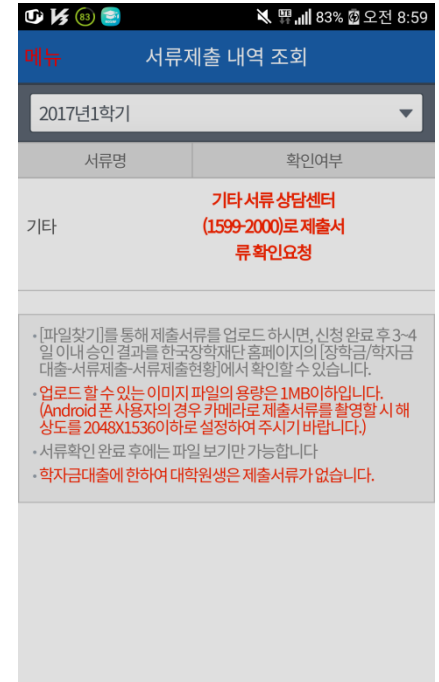 83 LTE 83% 오전 8:59
메뉴 서류제출 내역 조회
2017년1학기
서류명 확인여부
기타 서류 상담센터
기타 (1599-2000)로 제출서
류 확인요청
• [파일찾기]를 통해 제출서류를 업로드 하시면, 신청 완료 후 3~4
일 이내 승인 결과를 한국장학재단 홈페이지의 [장학금/학자금
대출-서류제출-서류제출현황]에서 확인할 수 있습니다.
• 업로드 할 수 있는 이미지 파일의 용량은 1MB이하입니다.
(Android 폰 사용자의 경우 카메라로 제출서류를 촬영할 시 해
상도를 2048X1536이하로 설정하여 주시기 바랍니다.)
• 서류확인 완료 후에는 파일 보기만 가능합니다
• 학자금대출에 한하여 대학원생은 제출서류가 없습니다.